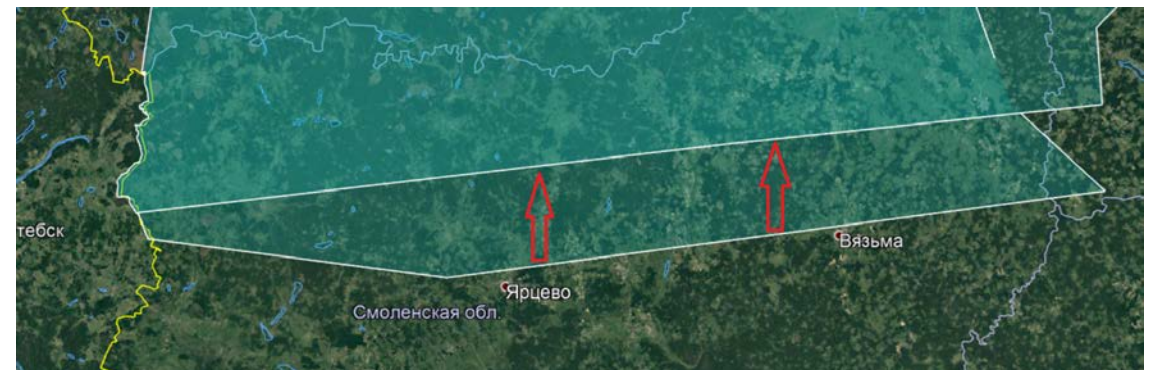 тебск
Вязьма
Ярцево
Смоленская обл.